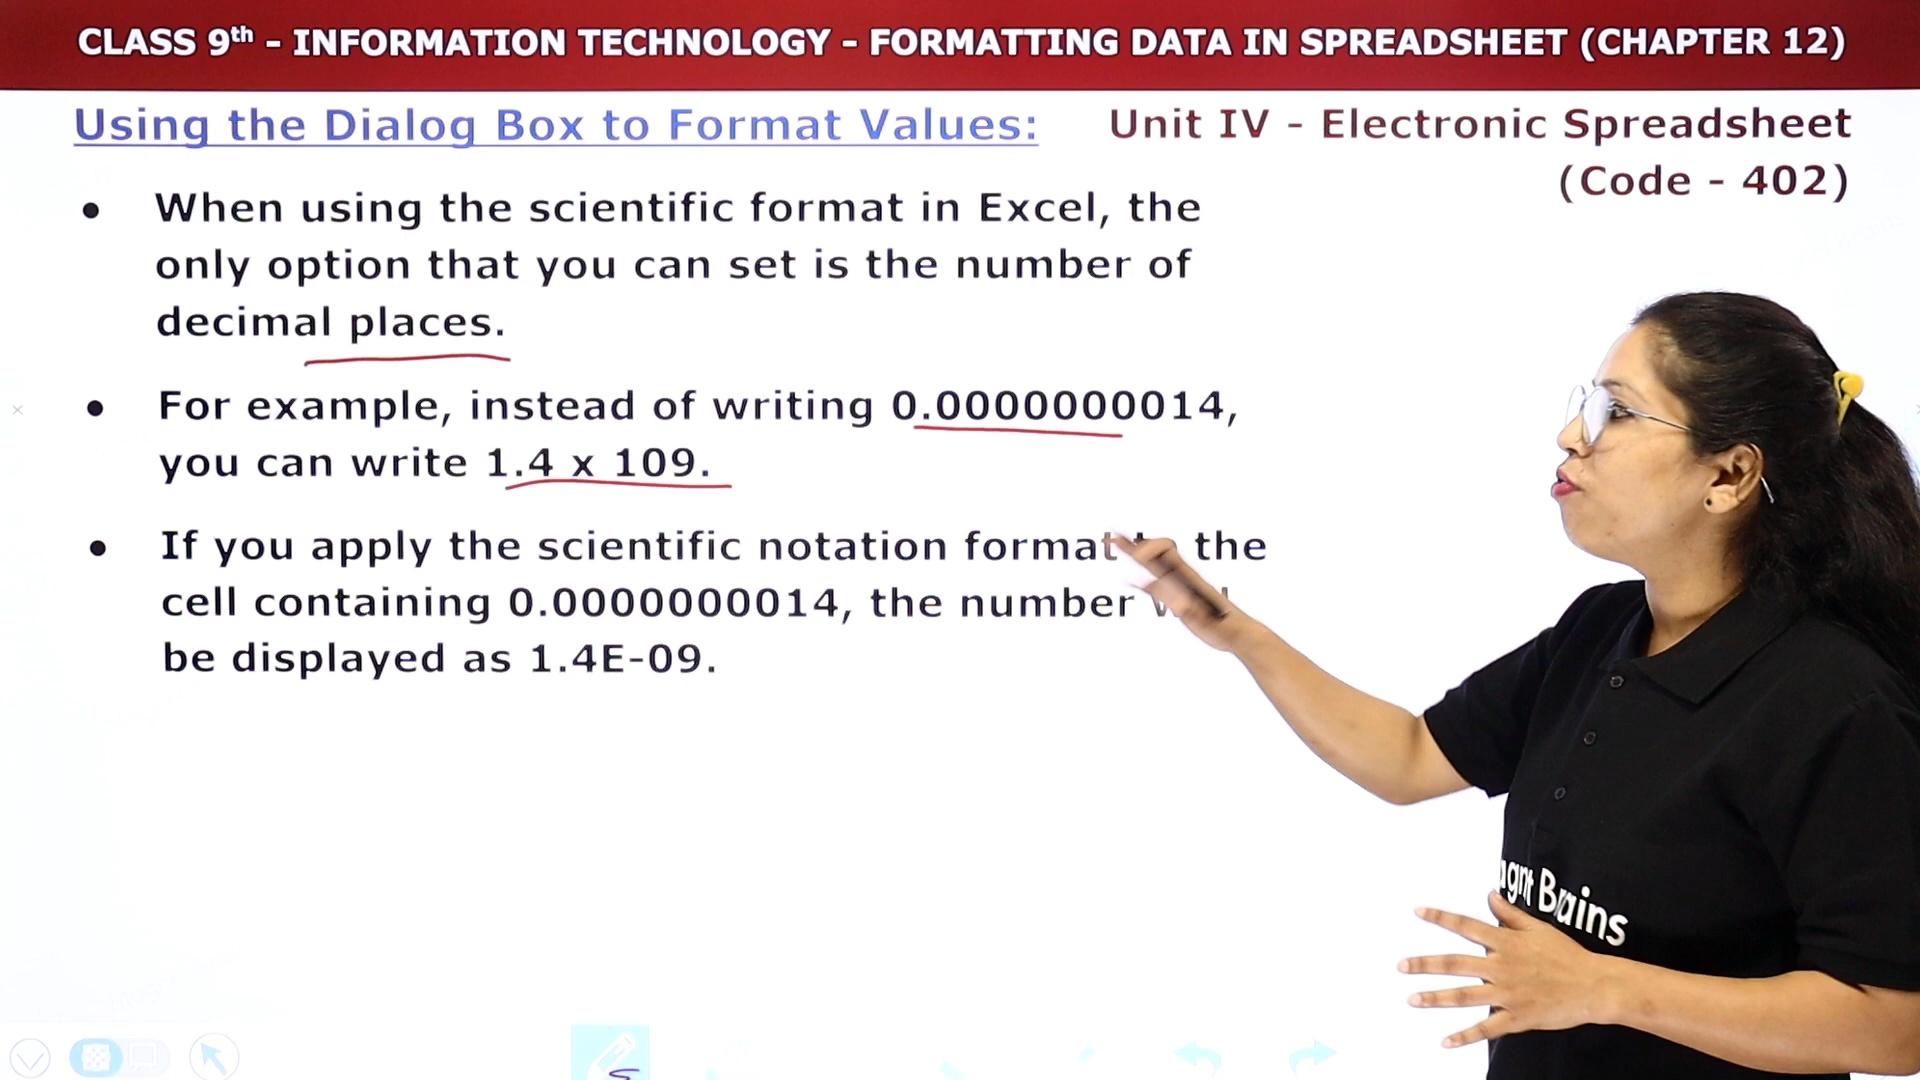 CLASS 9th - INFORMATION TECHNOLOGY - FORMATTING DATA IN SPREADSHEET (CHAPTER 12)
Using the Dialog Box to Format Values:
Unit IV - Electronic Spreadsheet
(Code - 402)
• When using the scientific format in Excel, the
only option that you can set is the number of
decimal places.
• For example, instead of writing 0.0000000014,
you can write 1.4 x 109.
• If you apply the scientific notation format the
cell containing 0.0000000014, the number
be displayed as 1.4E-09.
Brains